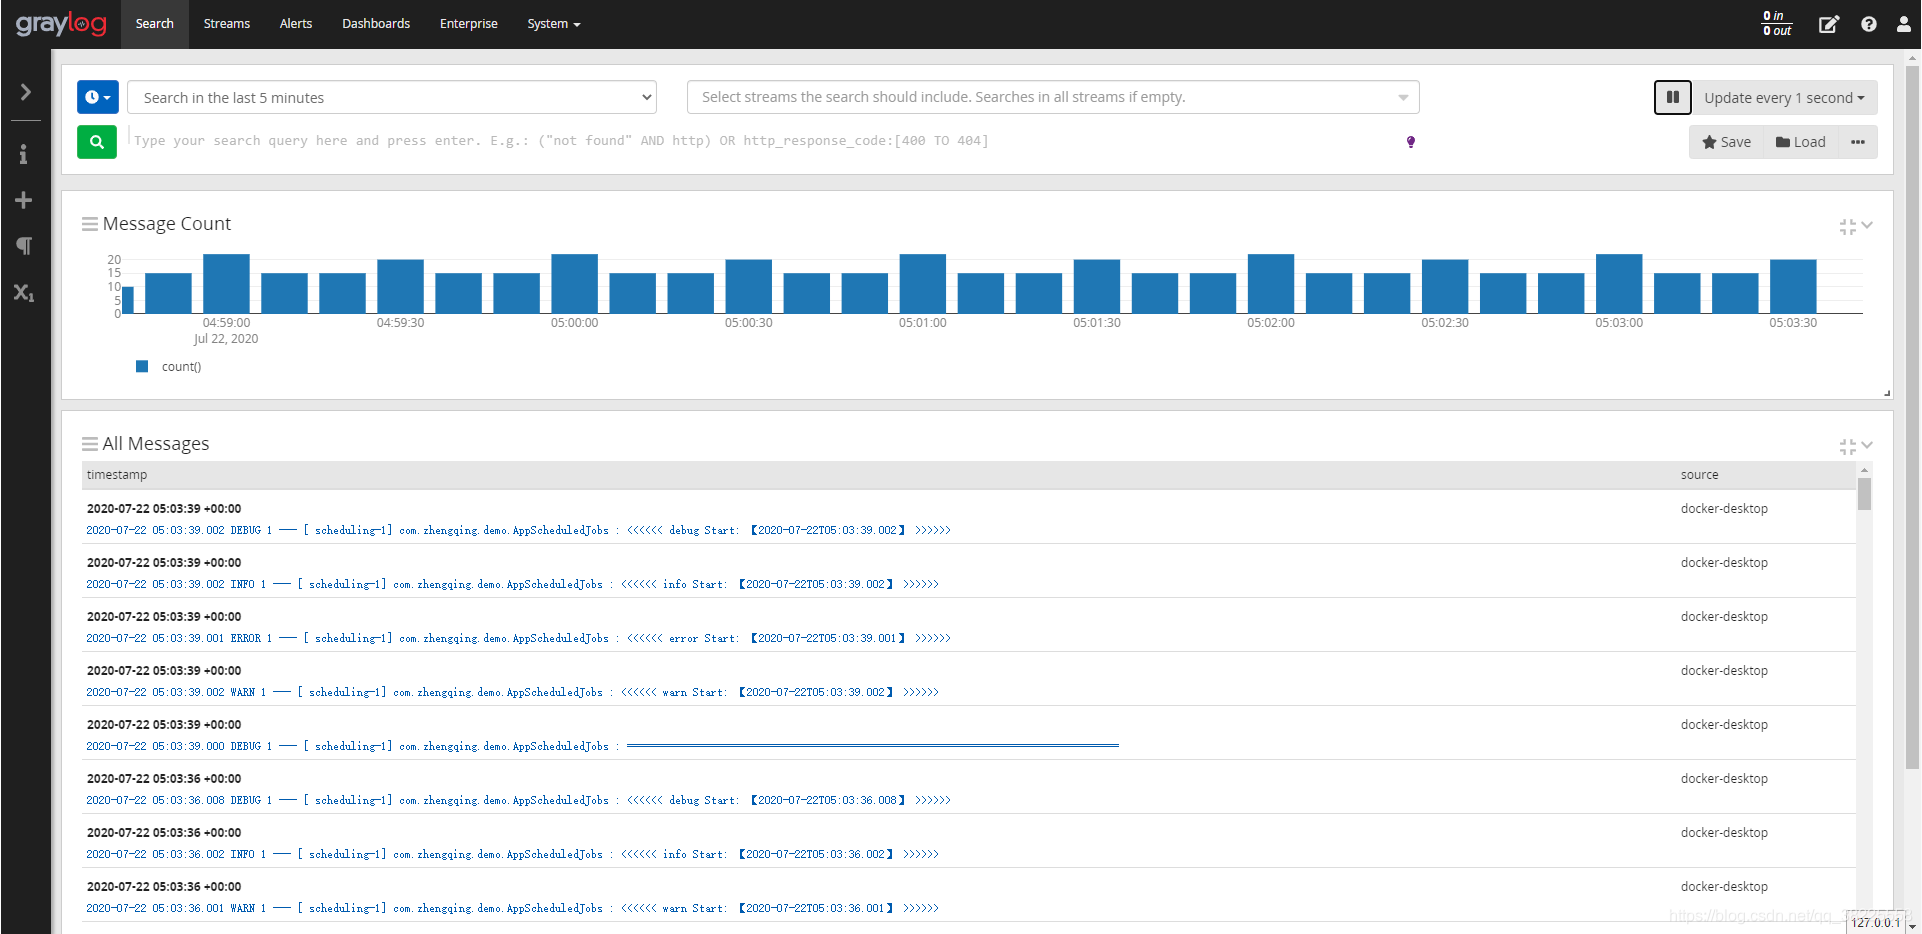 graylog Search Streams Alerts Dashboards Enterprise System 0 in
0 out
Search in the last 5 minutes Select streams the search should include. Searches in all streams if empty. Update every 1 second
Type your search query here and press enter. E.g.: ("not found" AND http) OR http_response_code:[400 TO 404] Save Load
Message Count
20
15
10
5
0
04:59:00 04:59:30 05:00:00 05:00:30 05:01:00 05:01:30 05:02:00 05:02:30 05:03:00 05:03:30
Jul 22, 2020
count()
All Messages
timestamp source
2020-07-22 05:03:39 +00:00 docker-desktop
2020-07-22 05:03:39.002 DEBUG 1 --- [ scheduling-1] com.zhengqing.demo.AppScheduledJobs : <<<<<< debug Start: 【2020-07-22T05:03:39.002】 >>>>>>
2020-07-22 05:03:39 +00:00 docker-desktop
2020-07-22 05:03:39.002 INFO 1 --- [ scheduling-1] com.zhengqing.demo.AppScheduledJobs : <<<<<< info Start: 【2020-07-22T05:03:39.002】 >>>>>>
2020-07-22 05:03:39 +00:00 docker-desktop
2020-07-22 05:03:39.001 ERROR 1 --- [ scheduling-1] com.zhengqing.demo.AppScheduledJobs : <<<<<< error Start: 【2020-07-22T05:03:39.001】 >>>>>>
2020-07-22 05:03:39 +00:00 docker-desktop
2020-07-22 05:03:39.002 WARN 1 --- [ scheduling-1] com.zhengqing.demo.AppScheduledJobs : <<<<<< warn Start: 【2020-07-22T05:03:39.002】 >>>>>>
2020-07-22 05:03:39 +00:00 docker-desktop
2020-07-22 05:03:39.000 DEBUG 1 --- [ scheduling-1] com.zhengqing.demo.AppScheduledJobs : ==================================================================================
2020-07-22 05:03:36 +00:00 docker-desktop
2020-07-22 05:03:36.008 DEBUG 1 --- [ scheduling-1] com.zhengqing.demo.AppScheduledJobs : <<<<<< debug Start: 【2020-07-22T05:03:36.008】 >>>>>>
2020-07-22 05:03:36 +00:00 docker-desktop
2020-07-22 05:03:36.002 INFO 1 --- [ scheduling-1] com.zhengqing.demo.AppScheduledJobs : <<<<<< info Start: 【2020-07-22T05:03:36.002】 >>>>>>
2020-07-22 05:03:36 +00:00 docker-desktop
2020-07-22 05:03:36.001 WARN 1 --- [ scheduling-1] com.zhengqing.demo.AppScheduledJobs : <<<<<< warn Start: 【2020-07-22T05:03:36.001】 >>>>>>
127.0.0.1